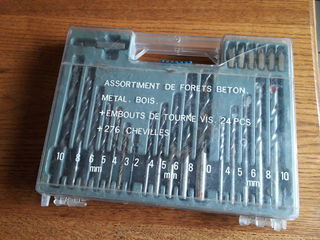 ASSORTIMENT DE FORETS BETON.
METAL. BOIS.
+EMBOUTS DE TOURNE VIS. 24 PCS
+276 CHEVILLES
10 8 6 5 4 3 2 4 5 6 8 10 4 5 6 8 10
mm mm mm